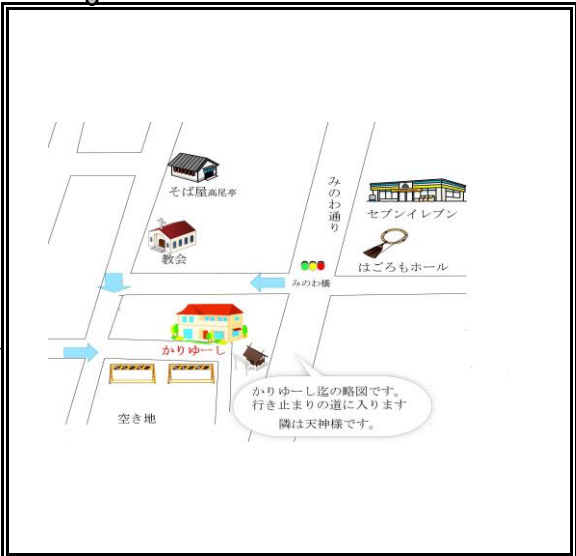 そば屋高尾亭
教会
みのわ通り
セブンイレブン
はごろもホール
みのわ橋
かりゆーし
かりゆーし迄の略図です。
行き止まりの道に入ります
隣は天神様です。
空き地